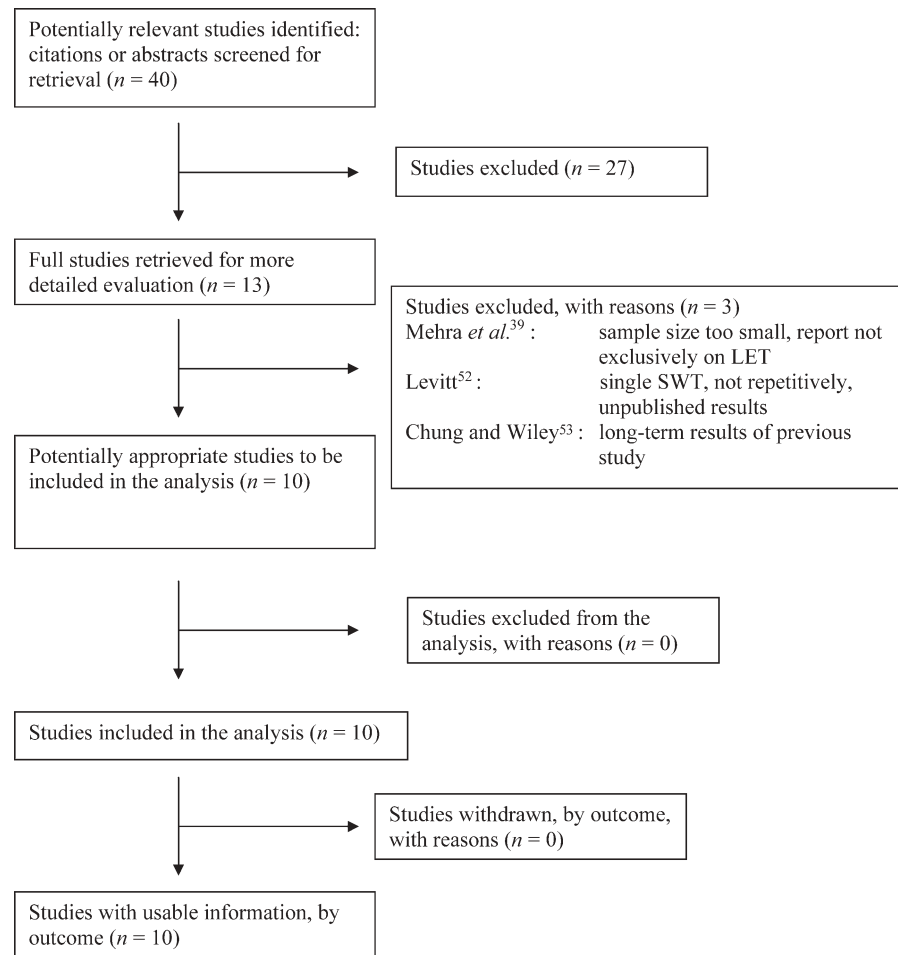 Potentially relevant studies identified:
citations or abstracts screened for
retrieval (n = 40)
Studies excluded (n = 27)
Full studies retrieved for more
detailed evaluation (n = 13)
Studies excluded, with reasons (n = 3)
Mehra et al.39 : sample size too small, report not
exclusively on LET
Levitt52 : single SWT, not repetitively,
unpublished results
Chung and Wiley53 : long-term results of previous
study
Potentially appropriate studies to be
included in the analysis (n = 10)
Studies excluded from the
analysis, with reasons (n = 0)
Studies included in the analysis (n = 10)
Studies withdrawn, by outcome,
with reasons (n = 0)
Studies with usable information, by
outcome (n = 10)